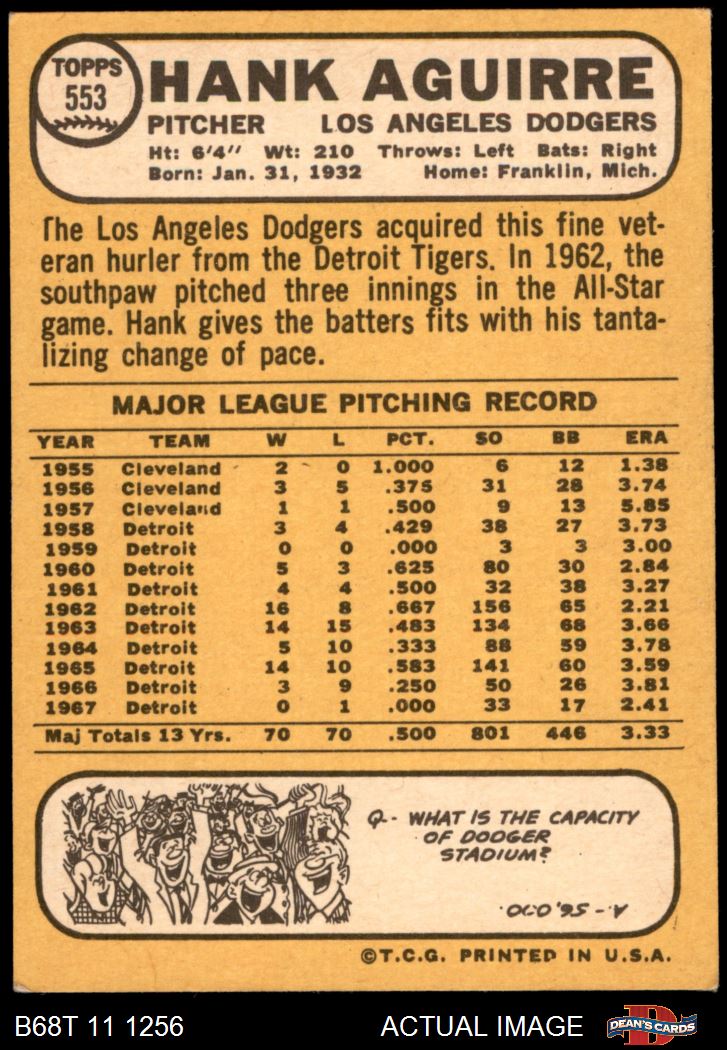 TOPPS
553
HANK AGUIRRE
PITCHER LOS ANGELES DODGERS
Ht: 6'4" Wt: 210 Throws: Left Bats: Right
Born: Jan. 31, 1932 Home: Franklin, Mich.
The Los Angeles Dodgers acquired this fine vet-
eran hurler from the Detroit Tigers. In 1962, the
southpaw pitched three innings in the All-Star
game. Hank gives the batters fits with his tanta-
lizing change of pace.
MAJOR LEAGUE PITCHING RECORD
YEAR TEAM W L PCT. SO BB ERA
1955 Cleveland 2 0 1.000 6 12 1.38
1956 Cleveland 3 5 .375 31 28 3.74
1957 Cleveland 1 1 .500 9 13 5.85
1958 Detroit 3 4 .429 38 27 3.73
1959 Detroit 0 0 .000 3 3 3.00
1960 Detroit 5 3 .625 80 30 2.84
1961 Detroit 4 4 .500 32 38 3.27
1962 Detroit 16 8 .667 156 65 2.21
1963 Detroit 14 15 .483 134 68 3.66
1964 Detroit 5 10 .333 88 59 3.78
1965 Detroit 14 10 .583 141 60 3.59
1966 Detroit 3 9 .250 50 26 3.81
1967 Detroit 0 1 .000 33 17 2.41
Maj Totals 13 Yrs. 70 70 .500 801 446 3.33
Q-- WHAT IS THE CAPACITY
OF DODGER
STADIUM?
A-- 56,000.
©T.C.G. PRINTED IN U.S.A.
B68T 11 1256 ACTUAL IMAGE
DEAN'S CARDS